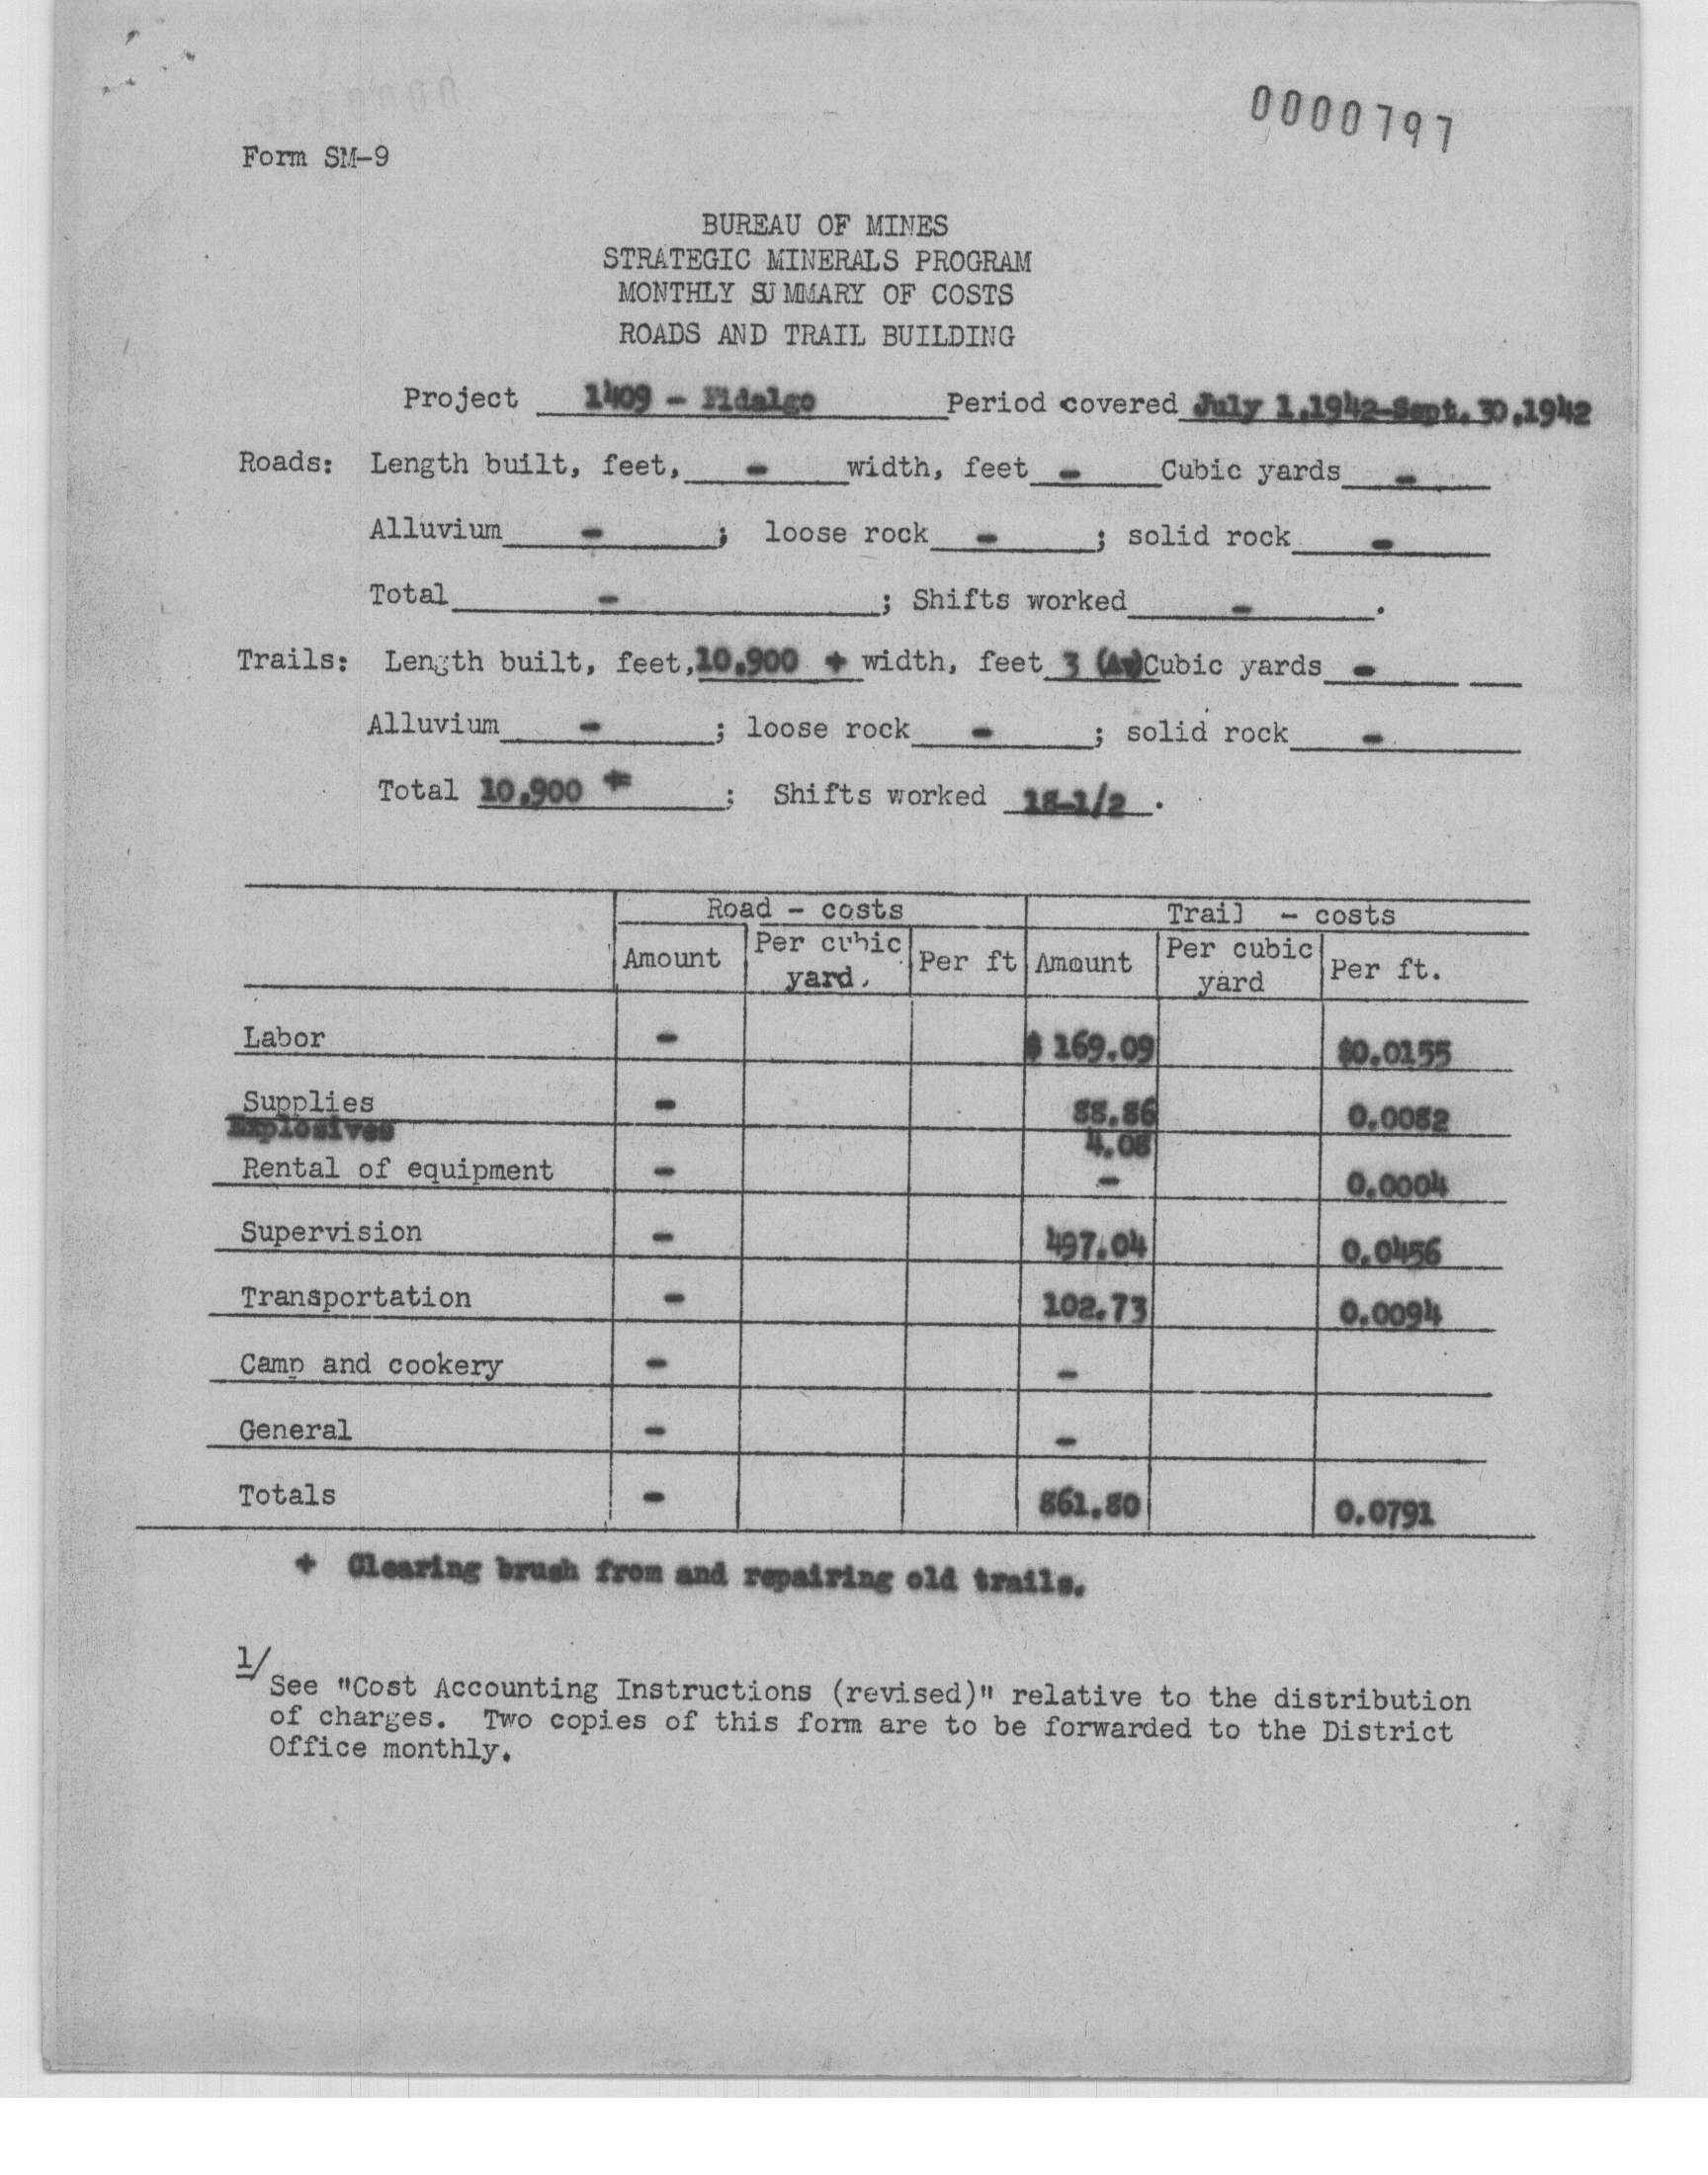 0000797
Form SM-9
BUREAU OF MINES
STRATEGIC MINERALS PROGRAM
MONTHLY SUMMARY OF COSTS
ROADS AND TRAIL BUILDING
Project 1409 - Fidalgo Period covered July 1,1942-Sept. 30,1942
Roads: Length built, feet, - width, feet - Cubic yards -
Alluvium - ; loose rock - ; solid rock -
Total - ; Shifts worked - .
Trails: Length built, feet, 10,900 + width, feet 3 (Av) Cubic yards -
Alluvium - ; loose rock - ; solid rock -
Total 10,900 + ; Shifts worked 18-1/2 .
Road - costs Trail - costs
Amount Per cubic yard. Per ft Amount Per cubic yard Per ft.
Labor - $ 169.09 $0.0155
Supplies - 88.86 0.0082
Explosives 4.08
Rental of equipment - - 0.0004
Supervision - 497.04 0.0456
Transportation - 102.73 0.0094
Camp and cookery - -
General - -
Totals - 861.80 0.0791
+ Clearing brush from and repairing old trails.
1/
See "Cost Accounting Instructions (revised)" relative to the distribution
of charges. Two copies of this form are to be forwarded to the District
Office monthly.